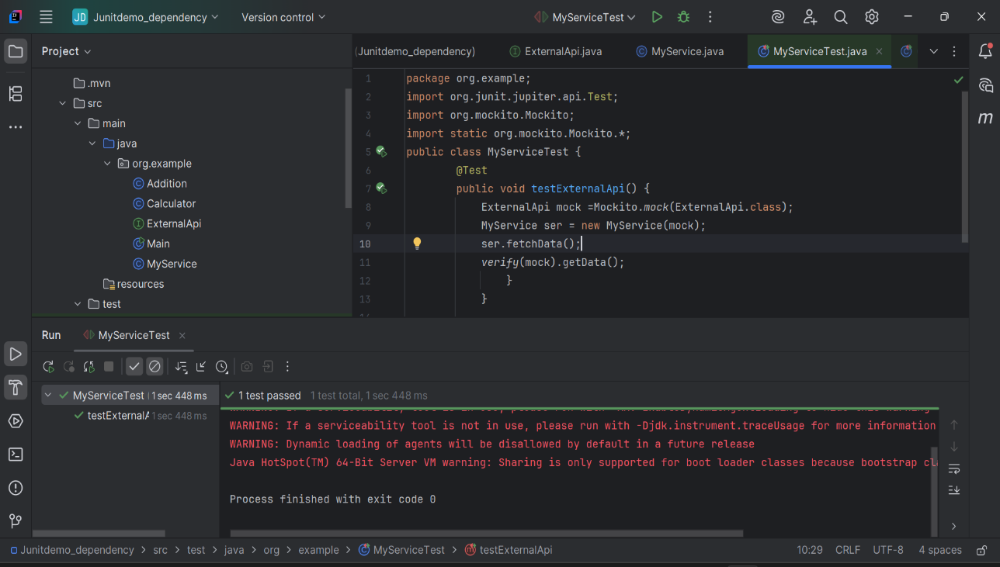 JD Junitdemo_dependency Version control MyServiceTest
Project
.mvn
src
main
java
org.example
Addition
Calculator
ExternalApi
Main
MyService
resources
test
(Junitdemo_dependency) ExternalApi.java MyService.java MyServiceTest.java
1 package org.example;
2 import org.junit.jupiter.api.Test;
3 import org.mockito.Mockito;
4 import static org.mockito.Mockito.*;
5 public class MyServiceTest {
6 @Test
7 public void testExternalApi() {
8 ExternalApi mock =Mockito.mock(ExternalApi.class);
9 MyService ser = new MyService(mock);
10 ser.fetchData();
11 verify(mock).getData();
12 }
13 }
Run MyServiceTest
MyServiceTest 1 sec 448 ms
testExternalA 1 sec 448 ms
1 test passed 1 test total, 1 sec 448 ms
WARNING: If a serviceability tool is not in use, please run with -Djdk.instrument.traceUsage for more information
WARNING: Dynamic loading of agents will be disallowed by default in a future release
Java HotSpot(TM) 64-Bit Server VM warning: Sharing is only supported for boot loader classes because bootstrap cl
Process finished with exit code 0
Junitdemo_dependency > src > test > java > org > example > MyServiceTest > testExternalApi 10:29 CRLF UTF-8 4 spaces